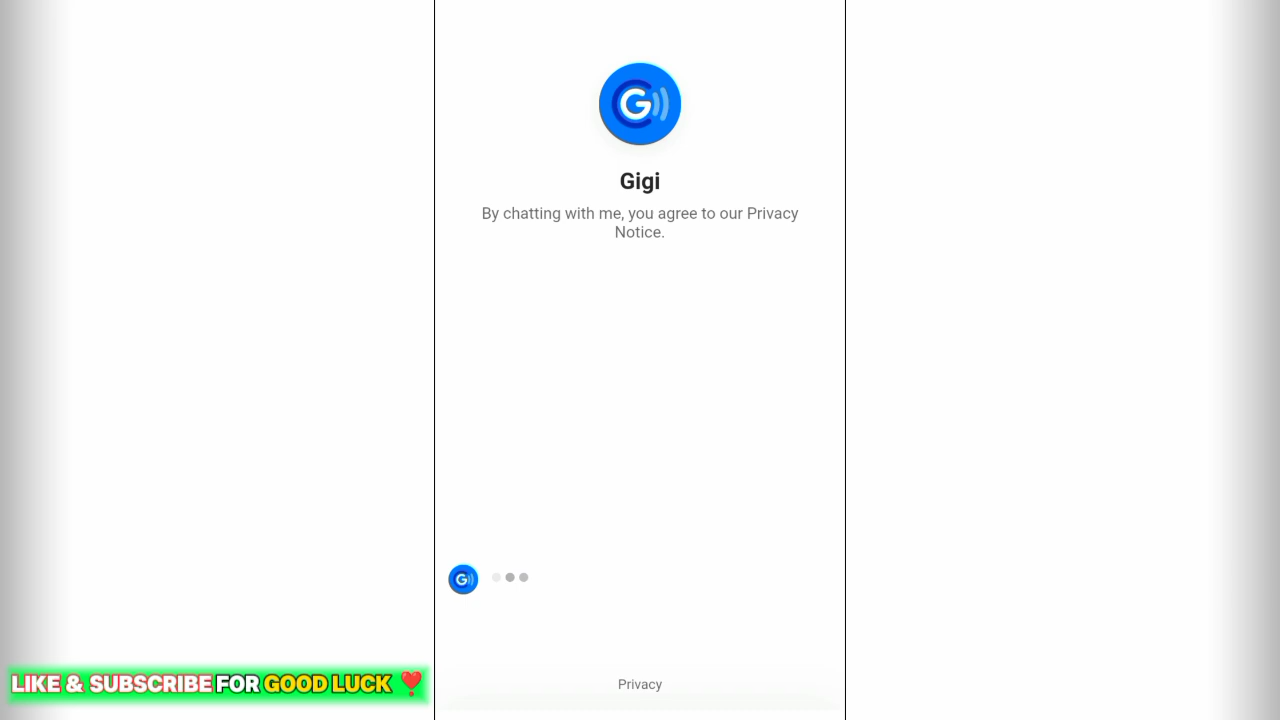 Gigi
By chatting with me, you agree to our Privacy
Notice.
Privacy
LIKE & SUBSCRIBE FOR GOOD LUCK ❣️